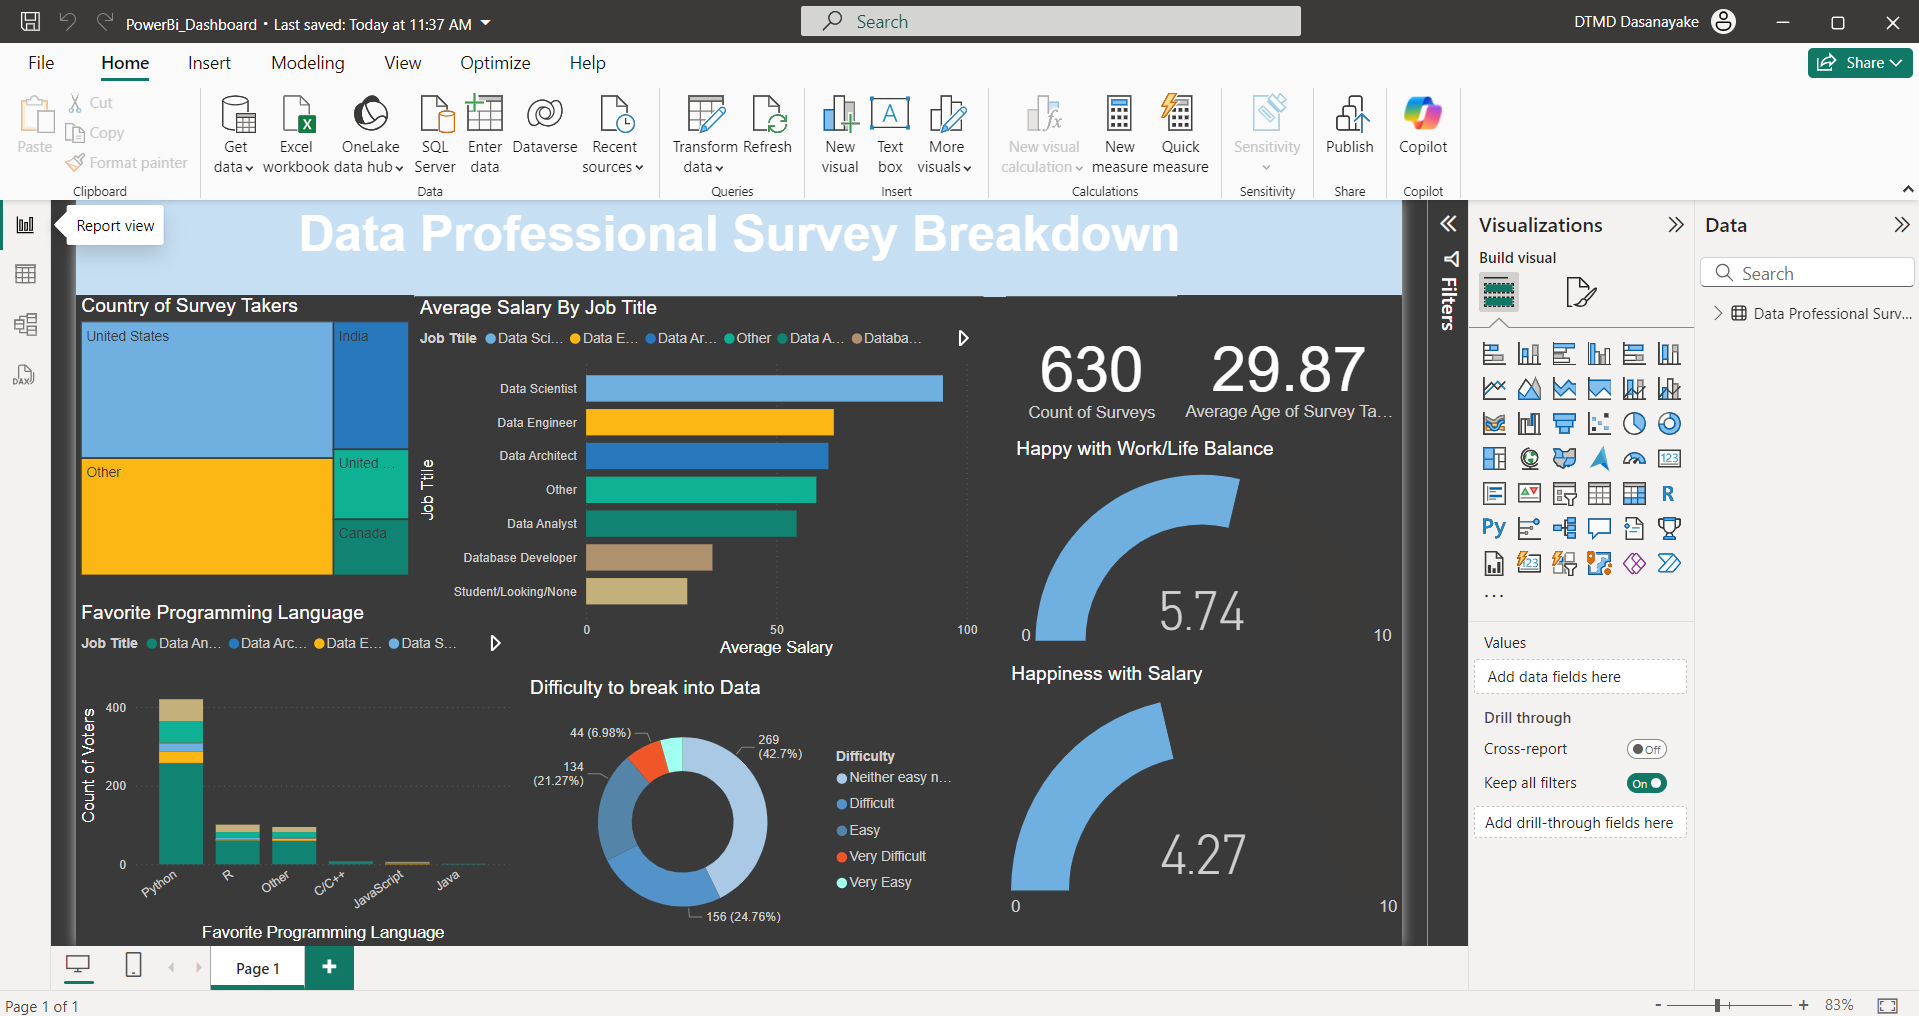 PowerBi_Dashboard • Last saved: Today at 11:37 AM
Search
DTMD Dasanayake
File
Home
Insert
Modeling
View
Optimize
Help
Share
Paste
Cut
Copy
Format painter
Clipboard
Get data
Excel workbook
OneLake data hub
SQL Server
Enter data
Dataverse
Recent sources
Data
Transform data
Refresh
Queries
New visual
Text box
More visuals
Insert
New visual calculation
New measure
Quick measure
Calculations
Sensitivity
Sensitivity
Publish
Share
Copilot
Copilot
Report view
DAX
Data Professional Survey Breakdown
Country of Survey Takers
United States
India
Other
United ...
Canada
Average Salary By Job Title
Job Ttile
Data Sci...
Data E...
Data Ar...
Other
Data A...
Databa...
Job Ttile
Data Scientist
Data Engineer
Data Architect
Other
Data Analyst
Database Developer
Student/Looking/None
0
50
100
Average Salary
630
Count of Surveys
29.87
Average Age of Survey Ta...
Happy with Work/Life Balance
5.74
0
10
Happiness with Salary
4.27
0
10
Favorite Programming Language
Job Title
Data An...
Data Arc...
Data E...
Data S...
Count of Voters
400
200
0
Python
R
Other
C/C++
JavaScript
Java
Favorite Programming Language
Difficulty to break into Data
44 (6.98%)
269
(42.7%)
134
(21.27%)
156 (24.76%)
Difficulty
Neither easy n...
Difficult
Easy
Very Difficult
Very Easy
Filters
Visualizations
Build visual
123
R
Py
123
...
Values
Add data fields here
Drill through
Cross-report
Off
Keep all filters
On
Add drill-through fields here
Data
Search
Data Professional Surv...
Page 1
+
Page 1 of 1
-
+
83%